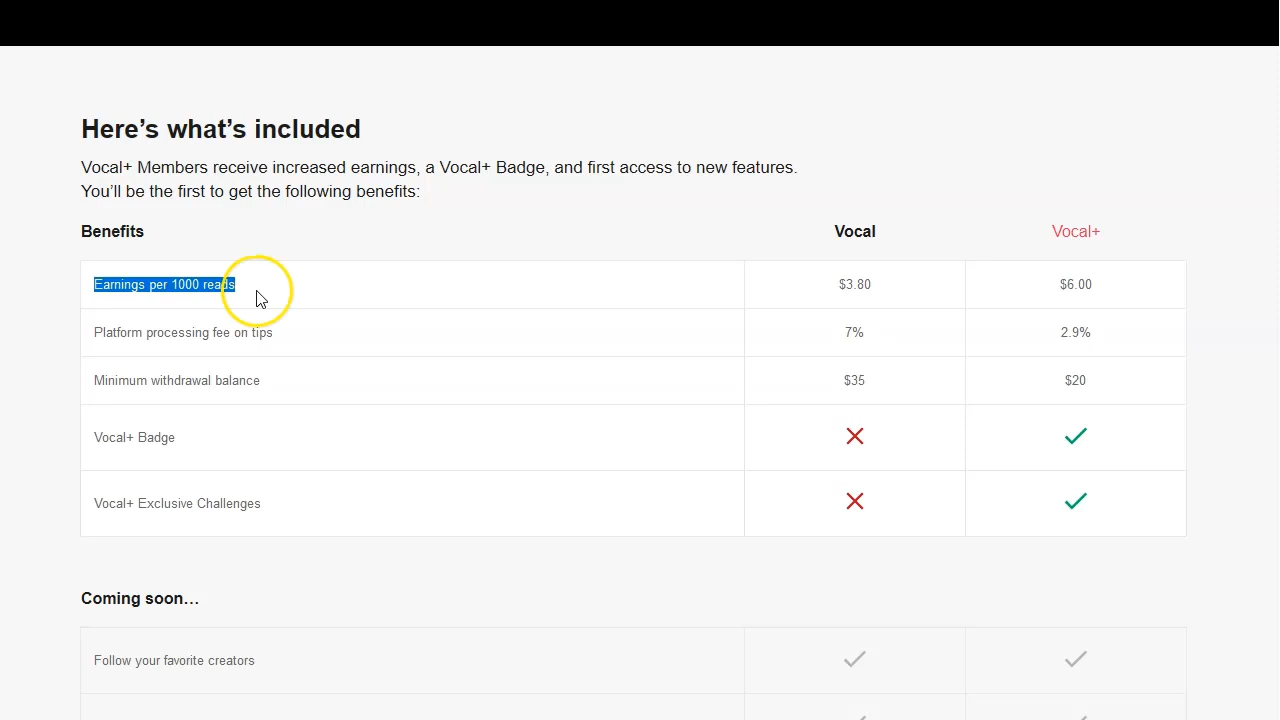 Here’s what’s included
Vocal+ Members receive increased earnings, a Vocal+ Badge, and first access to new features.
You’ll be the first to get the following benefits:
Benefits Vocal Vocal+
Earnings per 1000 reads $3.80 $6.00
Platform processing fee on tips 7% 2.9%
Minimum withdrawal balance $35 $20
Vocal+ Badge
Vocal+ Exclusive Challenges
Coming soon…
Follow your favorite creators